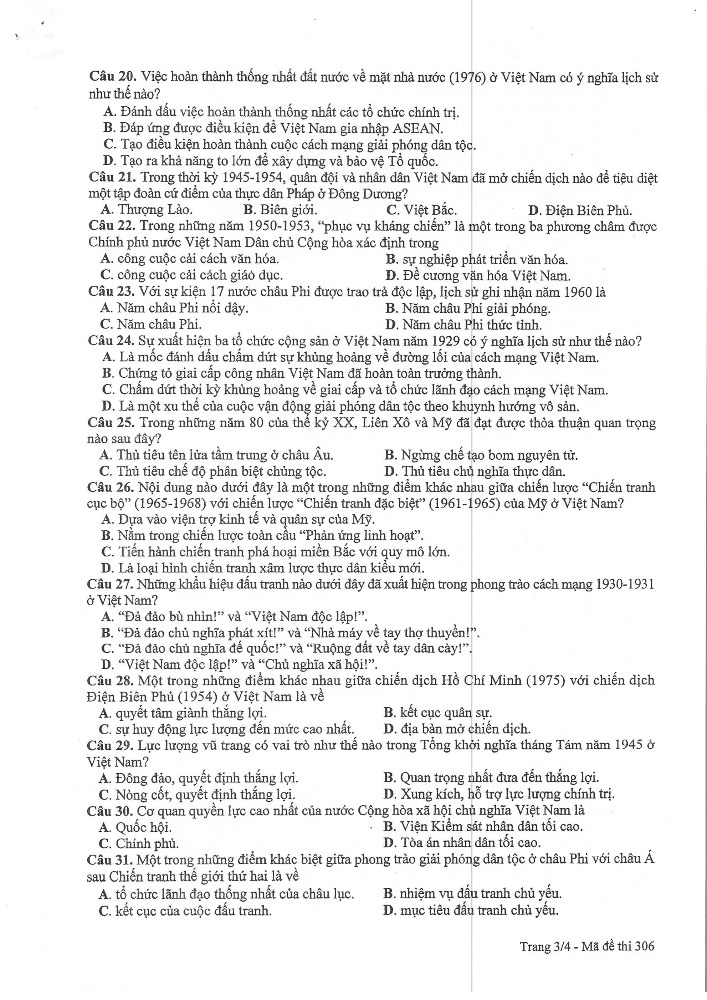 Câu 20. Việc hoàn thành thống nhất đất nước về mặt nhà nước (1976) ở Việt Nam có ý nghĩa lịch sử
như thế nào?
A. Đánh dấu việc hoàn thành thống nhất các tổ chức chính trị.
B. Đáp ứng được điều kiện để Việt Nam gia nhập ASEAN.
C. Tạo điều kiện hoàn thành cuộc cách mạng giải phóng dân tộc.
D. Tạo ra khả năng to lớn để xây dựng và bảo vệ Tổ quốc.
Câu 21. Trong thời kỳ 1945-1954, quân đội và nhân dân Việt Nam đã mở chiến dịch nào để tiêu diệt
một tập đoàn cứ điểm của thực dân Pháp ở Đông Dương?
A. Thượng Lào. B. Biên giới. C. Việt Bắc. D. Điện Biên Phủ.
Câu 22. Trong những năm 1950-1953, “phục vụ kháng chiến” là một trong ba phương châm được
Chính phủ nước Việt Nam Dân chủ Cộng hòa xác định trong
A. công cuộc cải cách văn hóa. B. sự nghiệp phát triển văn hóa.
C. công cuộc cải cách giáo dục. D. Đề cương văn hóa Việt Nam.
Câu 23. Với sự kiện 17 nước châu Phi được trao trả độc lập, lịch sử ghi nhận năm 1960 là
A. Năm châu Phi nổi dậy. B. Năm châu Phi giải phóng.
C. Năm châu Phi. D. Năm châu Phi thức tỉnh.
Câu 24. Sự xuất hiện ba tổ chức cộng sản ở Việt Nam năm 1929 có ý nghĩa lịch sử như thế nào?
A. Là mốc đánh dấu chấm dứt sự khủng hoảng về đường lối của cách mạng Việt Nam.
B. Chứng tỏ giai cấp công nhân Việt Nam đã hoàn toàn trưởng thành.
C. Chấm dứt thời kỳ khủng hoảng về giai cấp và tổ chức lãnh đạo cách mạng Việt Nam.
D. Là một xu thế của cuộc vận động giải phóng dân tộc theo khuynh hướng vô sản.
Câu 25. Trong những năm 80 của thế kỷ XX, Liên Xô và Mỹ đã đạt được thỏa thuận quan trọng
nào sau đây?
A. Thủ tiêu tên lửa tầm trung ở châu Âu. B. Ngừng chế tạo bom nguyên tử.
C. Thủ tiêu chế độ phân biệt chủng tộc. D. Thủ tiêu chủ nghĩa thực dân.
Câu 26. Nội dung nào dưới đây là một trong những điểm khác nhau giữa chiến lược “Chiến tranh
cục bộ” (1965-1968) với chiến lược “Chiến tranh đặc biệt” (1961-1965) của Mỹ ở Việt Nam?
A. Dựa vào viện trợ kinh tế và quân sự của Mỹ.
B. Nằm trong chiến lược toàn cầu “Phản ứng linh hoạt”.
C. Tiến hành chiến tranh phá hoại miền Bắc với quy mô lớn.
D. Là loại hình chiến tranh xâm lược thực dân kiểu mới.
Câu 27. Những khẩu hiệu đấu tranh nào dưới đây đã xuất hiện trong phong trào cách mạng 1930-1931
ở Việt Nam?
A. “Đả đảo bù nhìn!” và “Việt Nam độc lập!”.
B. “Đả đảo chủ nghĩa phát xít!” và “Nhà máy về tay thợ thuyền!”.
C. “Đả đảo chủ nghĩa đế quốc!” và “Ruộng đất về tay dân cày!”.
D. “Việt Nam độc lập!” và “Chủ nghĩa xã hội!”.
Câu 28. Một trong những điểm khác nhau giữa chiến dịch Hồ Chí Minh (1975) với chiến dịch
Điện Biên Phủ (1954) ở Việt Nam là về
A. quyết tâm giành thắng lợi. B. kết cục quân sự.
C. sự huy động lực lượng đến mức cao nhất. D. địa bàn mở chiến dịch.
Câu 29. Lực lượng vũ trang có vai trò như thế nào trong Tổng khởi nghĩa tháng Tám năm 1945 ở
Việt Nam?
A. Đông đảo, quyết định thắng lợi. B. Quan trọng nhất đưa đến thắng lợi.
C. Nòng cốt, quyết định thắng lợi. D. Xung kích, hỗ trợ lực lượng chính trị.
Câu 30. Cơ quan quyền lực cao nhất của nước Cộng hòa xã hội chủ nghĩa Việt Nam là
A. Quốc hội. B. Viện Kiểm sát nhân dân tối cao.
C. Chính phủ. D. Tòa án nhân dân tối cao.
Câu 31. Một trong những điểm khác biệt giữa phong trào giải phóng dân tộc ở châu Phi với châu Á
sau Chiến tranh thế giới thứ hai là về
A. tổ chức lãnh đạo thống nhất của châu lục. B. nhiệm vụ đấu tranh chủ yếu.
C. kết cục của cuộc đấu tranh. D. mục tiêu đấu tranh chủ yếu.
Trang 3/4 - Mã đề thi 306